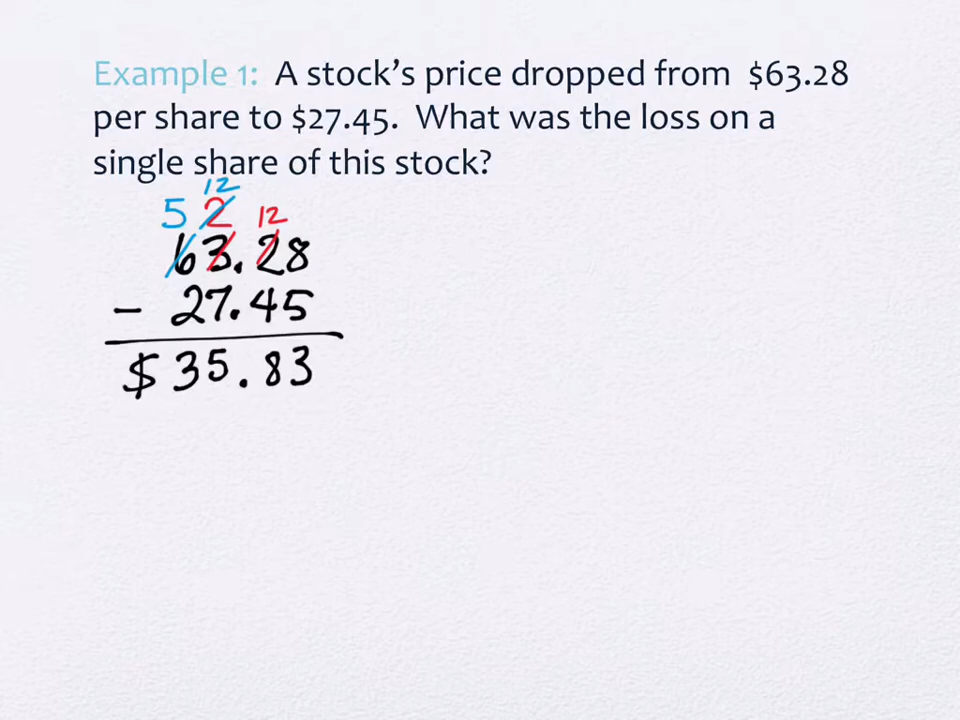 Example 1: A stock's price dropped from $63.28
per share to $27.45. What was the loss on a
single share of this stock?
12
5 2 12
63.28
- 27.45
$35.83